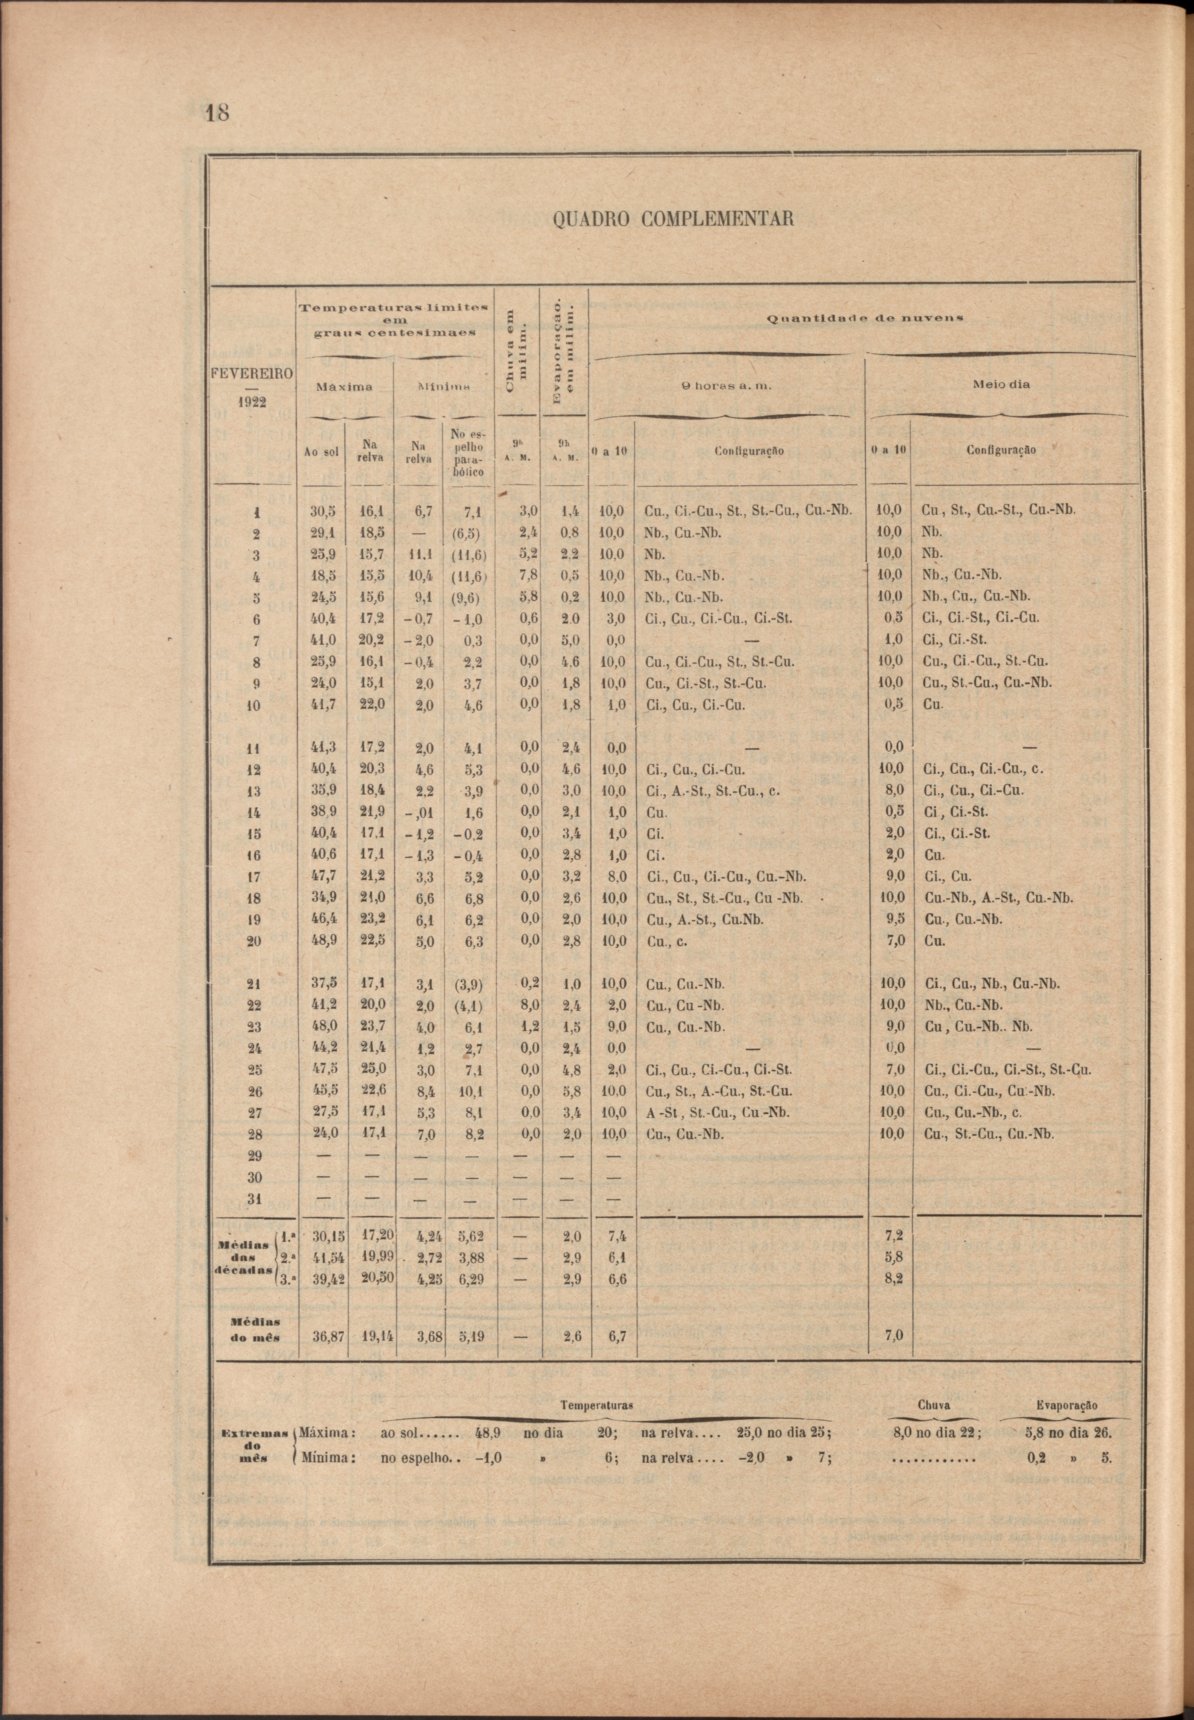 18
QUADRO COMPLEMENTAR
FEVEREIRO
—
1922
Temperaturas limites
em
graus centesimaes
Chuva em
milim.
Evaporação.
em milim.
Quantidade de nuvens
Máxima
Mínima
9 horas a. m.
Meio dia
Ao sol
Na
relva
Na
relva
No es-
pelho
para-
bólico
9h
A. M.
9h
A. M.
0 a 10
Configuração
0 a 10
Configuração
1 30,5 16,1 6,7 7,1 3,0 1,4 10,0 Cu., Ci.-Cu., St., St.-Cu., Cu.-Nb. 10,0 Cu , St., Cu.-St., Cu.-Nb.
2 29,1 18,5 — (6,5) 2,4 0,8 10,0 Nb., Cu.-Nb. 10,0 Nb.
3 25,9 15,7 11,1 (11,6) 5,2 2,2 10,0 Nb. 10,0 Nb.
4 18,5 15,5 10,4 (11,6) 7,8 0,5 10,0 Nb., Cu.-Nb. 10,0 Nb., Cu.-Nb.
5 24,5 15,6 9,1 (9,6) 5,8 0,2 10,0 Nb., Cu.-Nb. 10,0 Nb., Cu., Cu.-Nb.
6 40,4 17,2 –0,7 –1,0 0,6 2,0 3,0 Ci., Cu., Ci.-Cu., Ci.-St. 0,5 Ci., Ci.-St., Ci.-Cu.
7 41,0 20,2 –2,0 0,3 0,0 5,0 0,0 — 1,0 Ci., Ci.-St.
8 25,9 16,1 –0,4 2,2 0,0 4,6 10,0 Cu., Ci.-Cu., St., St.-Cu. 10,0 Cu., Ci.-Cu., St.-Cu.
9 24,0 15,1 2,0 3,7 0,0 1,8 10,0 Cu., Ci.-St., St.-Cu. 10,0 Cu., St.-Cu., Cu.-Nb.
10 41,7 22,0 2,0 4,6 0,0 1,8 1,0 Ci., Cu., Ci.-Cu. 0,5 Cu.
11 41,3 17,2 2,0 4,1 0,0 2,4 0,0 — 0,0 —
12 40,4 20,3 4,6 5,3 0,0 4,6 10,0 Ci., Cu., Ci.-Cu. 10,0 Ci., Cu., Ci.-Cu., c.
13 35,9 18,4 2,2 3,9 0,0 3,0 10,0 Ci., A.-St., St.-Cu., c. 8,0 Ci., Cu., Ci.-Cu.
14 38,9 21,9 –,01 1,6 0,0 2,1 1,0 Cu. 0,5 Ci , Ci.-St.
15 40,4 17,1 –1,2 –0,2 0,0 3,4 1,0 Ci. 2,0 Ci., Ci.-St.
16 40,6 17,1 –1,3 –0,4 0,0 2,8 1,0 Ci. 2,0 Cu.
17 47,7 21,2 3,3 5,2 0,0 3,2 8,0 Ci., Cu., Ci.-Cu., Cu.-Nb. 9,0 Ci., Cu.
18 34,9 21,0 6,6 6,8 0,0 2,6 10,0 Cu., St., St.-Cu., Cu -Nb. 10,0 Cu.-Nb., A.-St., Cu.-Nb.
19 46,4 23,2 6,1 6,2 0,0 2,0 10,0 Cu., A.-St., Cu.Nb. 9,5 Cu., Cu.-Nb.
20 48,9 22,5 5,0 6,3 0,0 2,8 10,0 Cu., c. 7,0 Cu.
21 37,5 17,1 3,1 (3,9) 0,2 1,0 10,0 Cu., Cu.-Nb. 10,0 Ci., Cu., Nb., Cu.-Nb.
22 41,2 20,0 2,0 (4,1) 8,0 2,4 2,0 Cu., Cu -Nb. 10,0 Nb., Cu.-Nb.
23 48,0 23,7 4,0 6,1 1,2 1,5 9,0 Cu., Cu.-Nb. 9,0 Cu , Cu.-Nb.. Nb.
24 44,2 21,4 1,2 2,7 0,0 2,4 0,0 — 0,0 —
25 47,5 25,0 3,0 7,1 0,0 4,8 2,0 Ci., Cu., Ci.-Cu., Ci.-St. 7,0 Ci., Ci.-Cu., Ci.-St., St.-Cu.
26 45,5 22,6 8,4 10,1 0,0 5,8 10,0 Cu., St., A.-Cu., St.-Cu. 10,0 Cu., Ci.-Cu., Cu.-Nb.
27 27,5 17,1 5,3 8,1 0,0 3,4 10,0 A -St , St.-Cu., Cu -Nb. 10,0 Cu., Cu.-Nb., c.
28 24,0 17,1 7,0 8,2 0,0 2,0 10,0 Cu., Cu.-Nb. 10,0 Cu., St.-Cu., Cu.-Nb.
29 — — — — — — —
30 — — — — — — —
31 — — — — — — —
Médias
das
décadas
1.ª 30,15 17,20 4,24 5,62 — 2,0 7,4 7,2
2.ª 41,54 19,99 2,72 3,88 — 2,9 6,1 5,8
3.ª 39,42 20,50 4,25 6,29 — 2,9 6,6 8,2
Médias
do mês 36,87 19,14 3,68 5,19 — 2,6 6,7 7,0
Temperaturas Chuva Evaporação
Extremas
do
mês
Máxima: ao sol...... 48,9 no dia 20; na relva.... 25,0 no dia 25; 8,0 no dia 22; 5,8 no dia 26.
Mínima: no espelho.. –1,0 » 6; na relva.... –2,0 » 7; ............ 0,2 » 5.